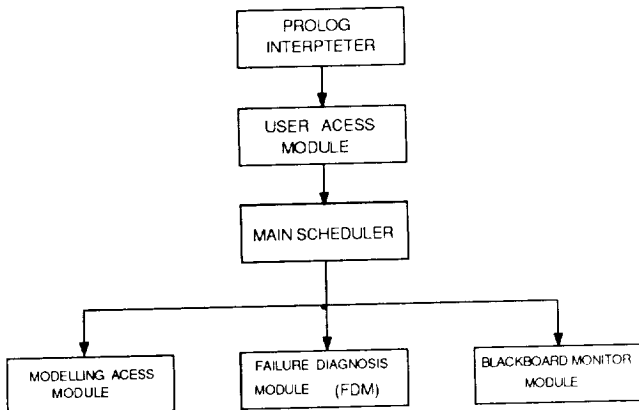 PROLOG
INTERPTETER
USER ACESS
MODULE
MAIN SCHEDULER
MODELLING ACESS
MODULE
FAILURE DIAGNOSIS
MODULE (FDM)
BLACKBOARD MONITOR
MODULE